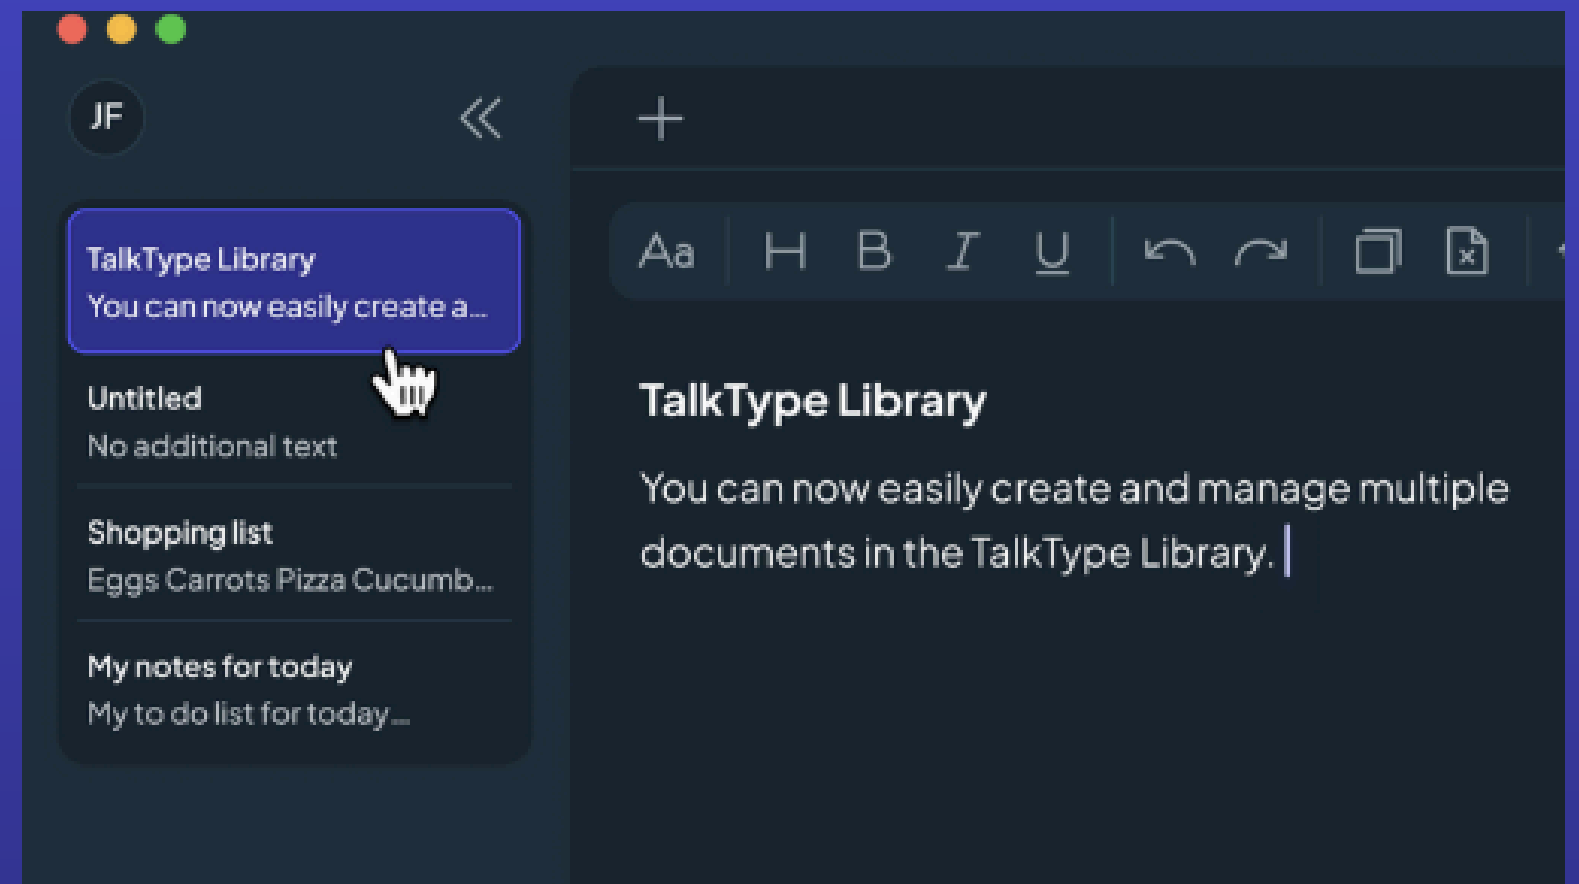 JF
TalkType Library
You can now easily create a...
Untitled
No additional text
Shopping list
Eggs Carrots Pizza Cucumb...
My notes for today
My to do list for today...
Aa H B I U
TalkType Library
You can now easily create and manage multiple
documents in the TalkType Library.